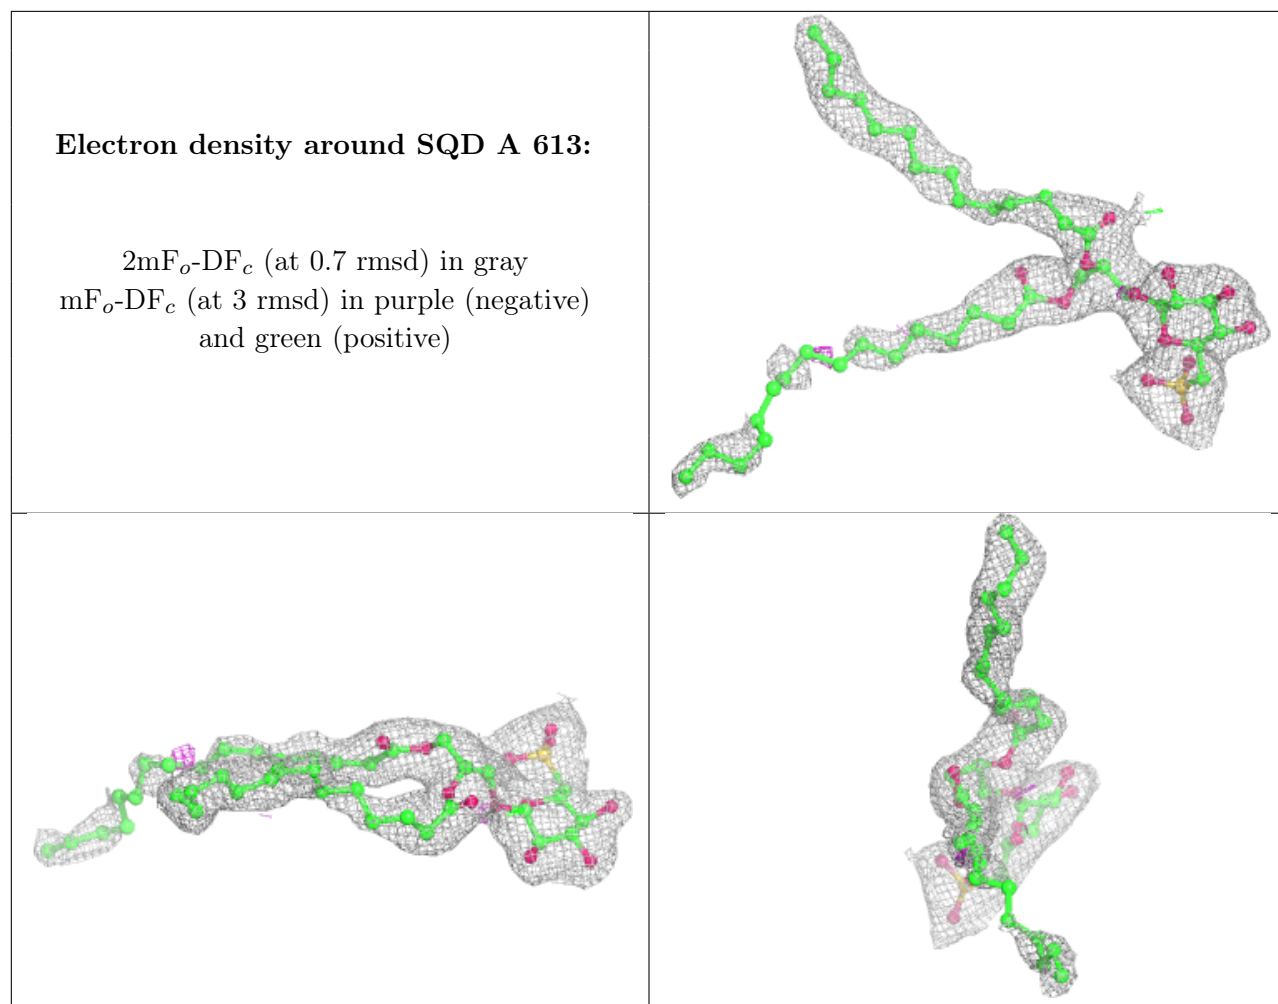 Electron density around SQD A 613:
2mFo-DFc (at 0.7 rmsd) in gray
mFo-DFc (at 3 rmsd) in purple (negative)
and green (positive)